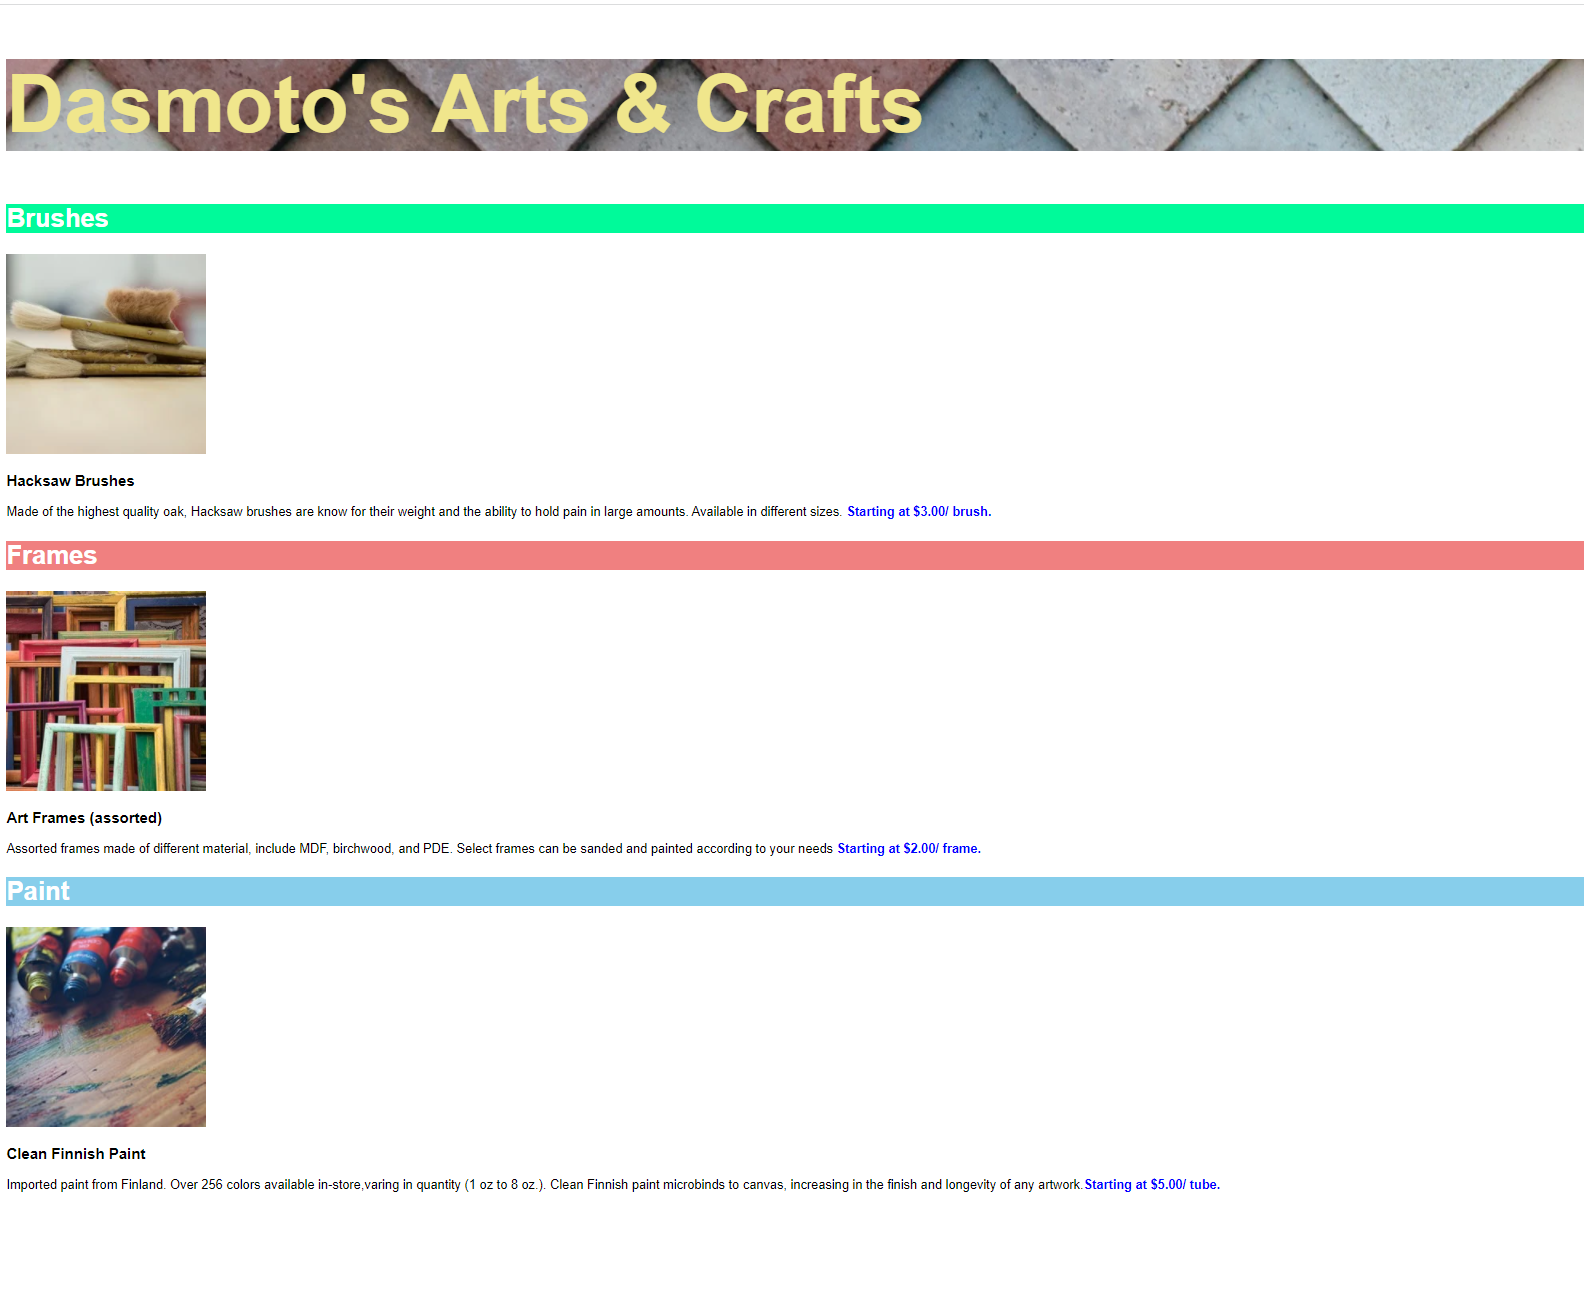 Dasmoto's Arts & Crafts
Brushes
Hacksaw Brushes
Made of the highest quality oak, Hacksaw brushes are know for their weight and the ability to hold pain in large amounts. Available in different sizes. Starting at $3.00/ brush.
Frames
Art Frames (assorted)
Assorted frames made of different material, include MDF, birchwood, and PDE. Select frames can be sanded and painted according to your needs Starting at $2.00/ frame.
Paint
Clean Finnish Paint
Imported paint from Finland. Over 256 colors available in-store,varing in quantity (1 oz to 8 oz.). Clean Finnish paint microbinds to canvas, increasing in the finish and longevity of any artwork.Starting at $5.00/ tube.